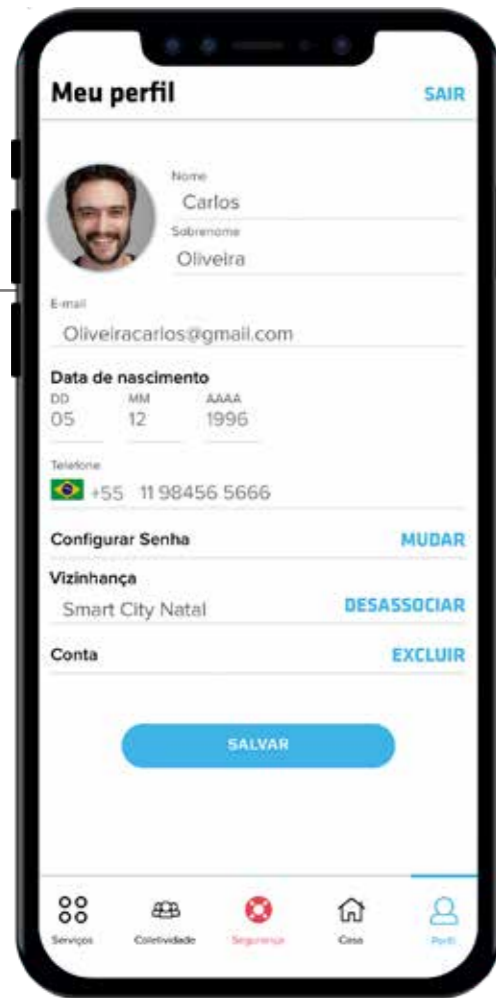 Meu perfil SAIR
Nome
Carlos
Sobrenome
Oliveira
E-mail
Oliveiracarlos@gmail.com
Data de nascimento
DD MM AAAA
05 12 1996
Telefone
+55 11 98456 5666
Configurar Senha MUDAR
Vizinhança
Smart City Natal DESASSOCIAR
Conta EXCLUIR
SALVAR
Serviços Coletividade Segurança Casa Perfil